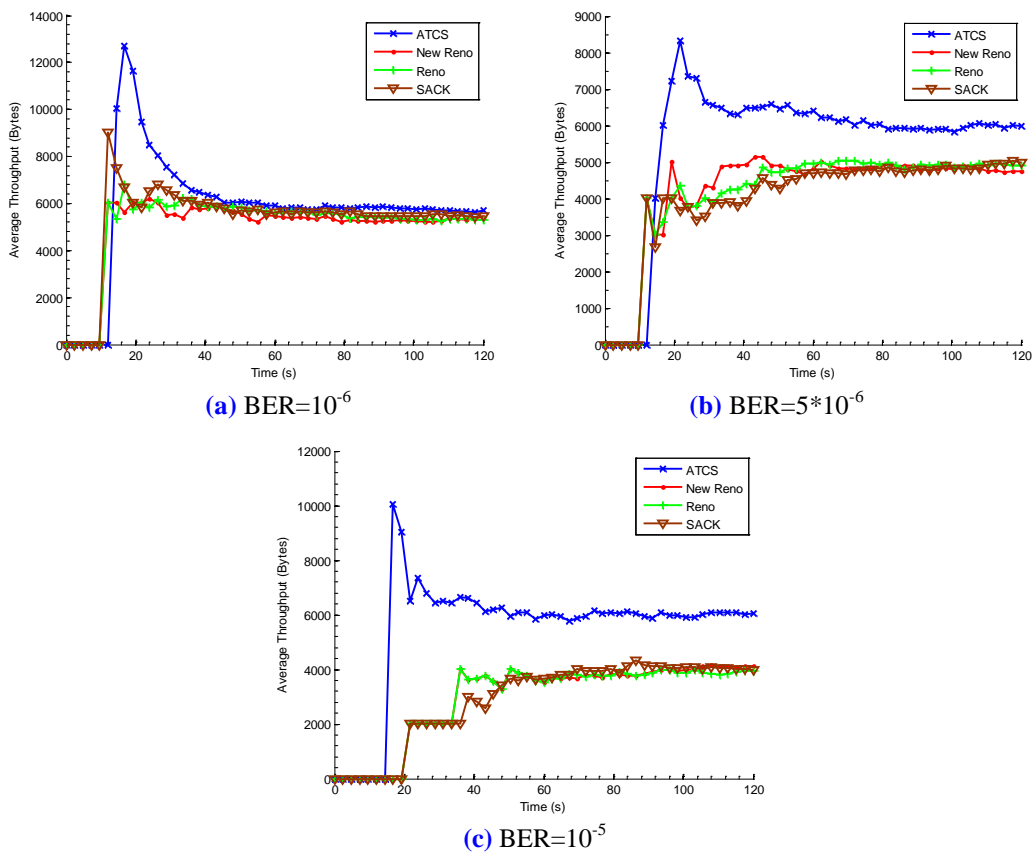 14000
12000
10000
8000
6000
4000
2000
0
Average Throughput (Bytes)
0 20 40 60 80 100 120
Time (s)
ATCS
New Reno
Reno
SACK
(a) BER=10-6
9000
8000
7000
6000
5000
4000
3000
2000
1000
0
Average Throughput (Bytes)
0 20 40 60 80 100 120
Time (s)
ATCS
New Reno
Reno
SACK
(b) BER=5*10-6
12000
10000
8000
6000
4000
2000
0
Average Throughput (Bytes)
0 20 40 60 80 100 120
Time (s)
ATCS
New Reno
Reno
SACK
(c) BER=10-5